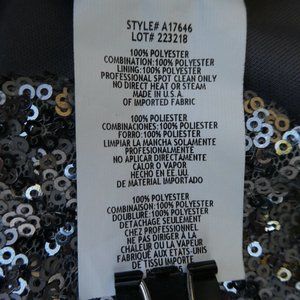 STYLE# A17646
LOT# 223218
100% POLYESTER
COMBINATION: 100% POLYESTER
LINING: 100% POLYESTER
PROFESSIONAL SPOT CLEAN ONLY
NO DIRECT HEAT OR STEAM
MADE IN U.S.A.
OF IMPORTED FABRIC
100% POLIESTER
COMBINACIONES: 100% POLIESTER
FORRO: 100% POLIESTER
LIMPIAR LA MANCHA SOLAMENTE
PROFESIONALMENTE
NO APLICAR DIRECTAMENTE
CALOR O VAPOR
HECHO EN EE.UU.
DE MATERIAL IMPORTADO
100% POLYESTER
COMBINAISON: 100% POLYESTER
DOUBLURE: 100% POLYESTER
DETACHAGE SEULEMENT
CHEZ PROFESSIONNEL
NE PAS DIRIGER À LA
CHALEUR OU LA VAPEUR
FABRIQUÉ AUX ETATS-UNIS
DE TISSU IMPORTÉ